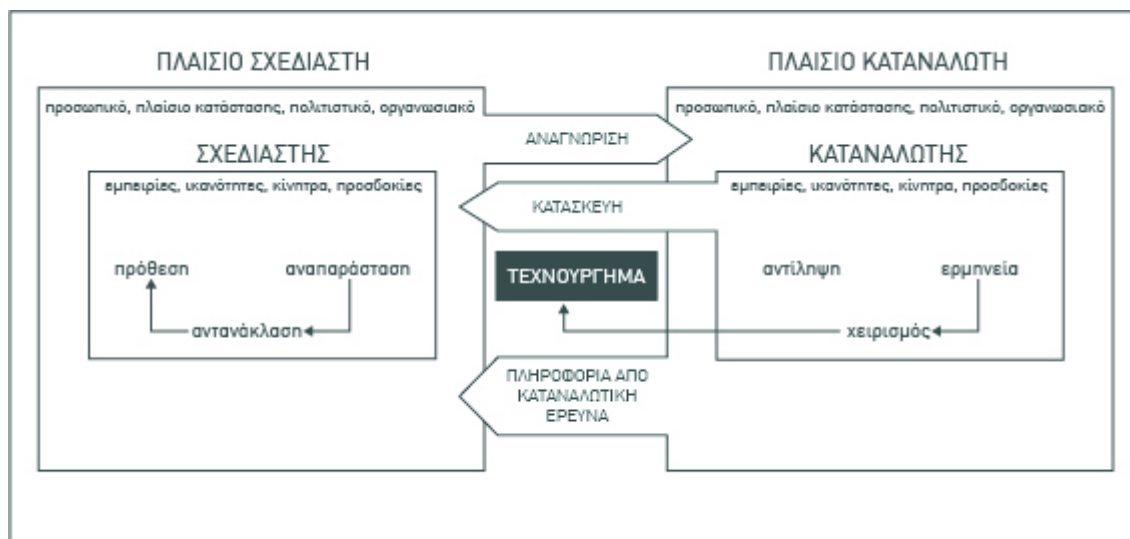 ΠΛΑΙΣΙΟ ΣΧΕΔΙΑΣΤΗ
προσωπικό, πλαίσιο κατάστασης, πολιτιστικό, οργανωσιακό
ΣΧΕΔΙΑΣΤΗΣ
εμπειρίες, ικανότητες, κίνητρα, προσδοκίες
πρόθεση
αναπαράσταση
αντανάκλαση
ΑΝΑΓΝΩΡΙΣΗ
ΚΑΤΑΣΚΕΥΗ
ΤΕΧΝΟΥΡΓΗΜΑ
ΠΛΗΡΟΦΟΡΙΑ ΑΠΟ
ΚΑΤΑΝΑΛΩΤΙΚΗ
ΕΡΕΥΝΑ
ΠΛΑΙΣΙΟ ΚΑΤΑΝΑΛΩΤΗ
προσωπικό, πλαίσιο κατάστασης, πολιτιστικό, οργανωσιακό
ΚΑΤΑΝΑΛΩΤΗΣ
εμπειρίες, ικανότητες, κίνητρα, προσδοκίες
αντίληψη
ερμηνεία
χειρισμός